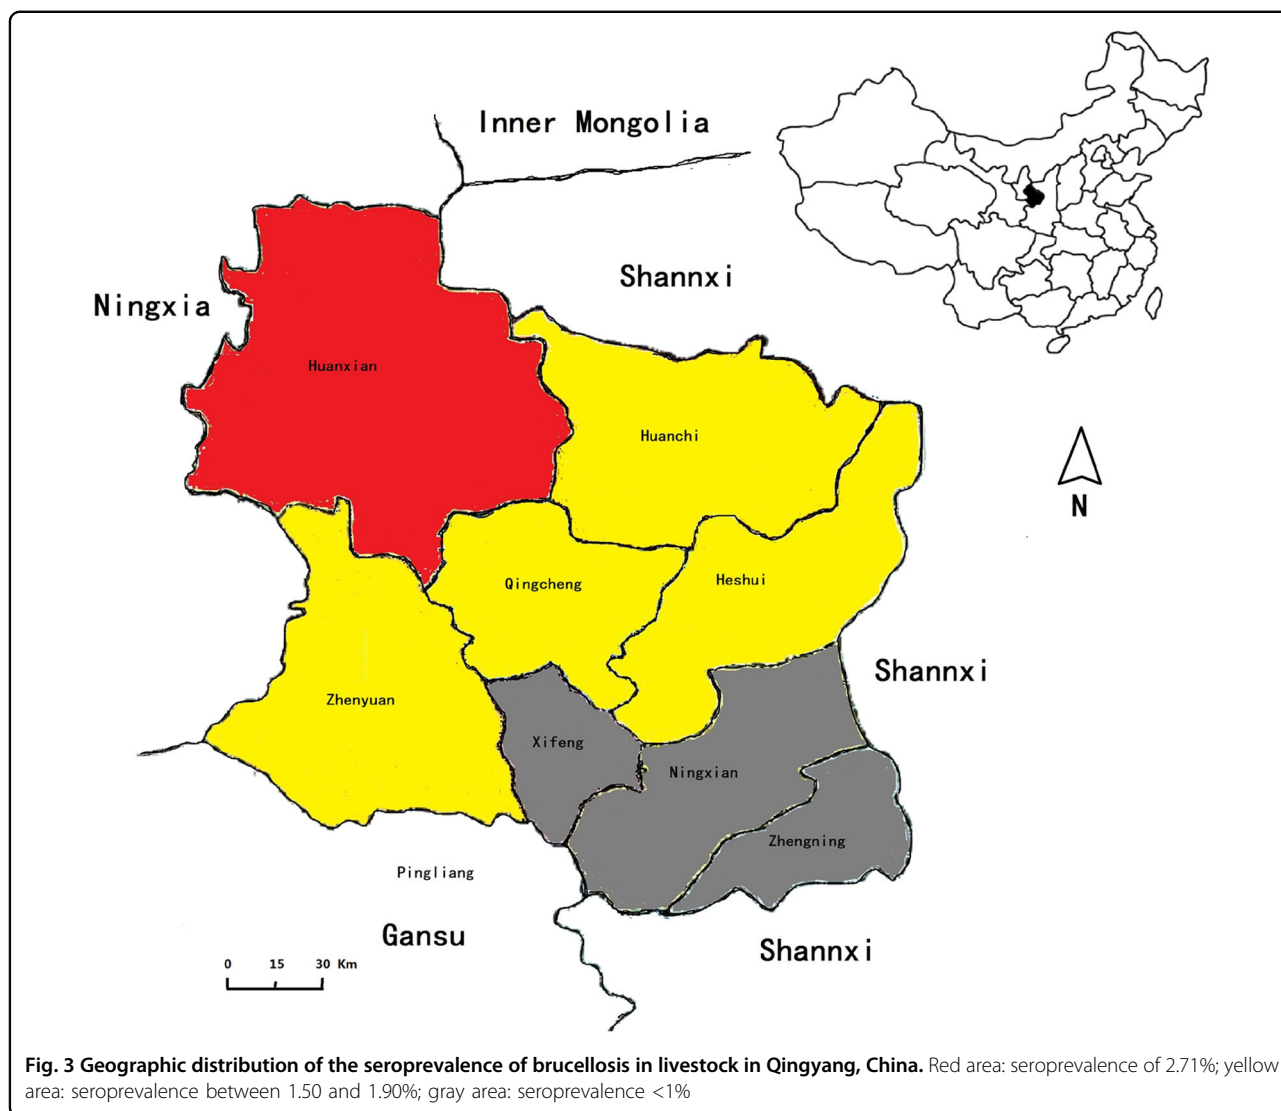 Inner Mongolia
Shannxi
Ningxia
Huanxian
Huanchi
N
Qingcheng
Heshui
Shannxi
Zhenyuan
Xifeng
Ningxian
Zhengning
Pingliang
Gansu
Shannxi
0 15 30 Km
Fig. 3 Geographic distribution of the seroprevalence of brucellosis in livestock in Qingyang, China. Red area: seroprevalence of 2.71%; yellow
area: seroprevalence between 1.50 and 1.90%; gray area: seroprevalence <1%